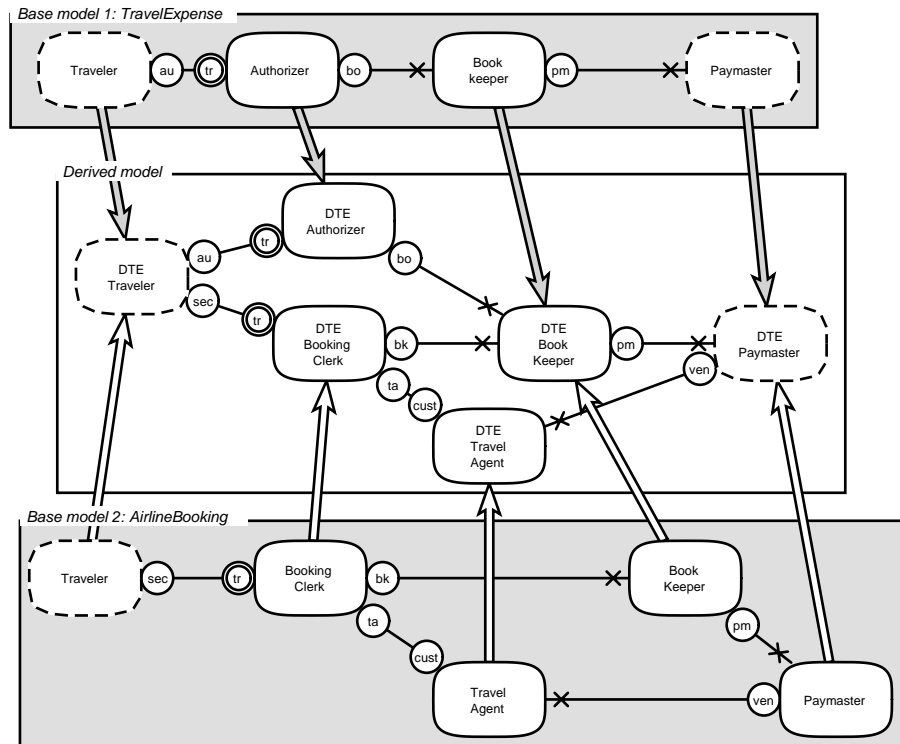 Base model 1: TravelExpense
Traveler
au
tr
Authorizer
bo
Book
keeper
pm
Paymaster
Derived model
DTE
Authorizer
DTE
Traveler
au
tr
bo
sec
tr
DTE
Booking
Clerk
bk
DTE
Book
Keeper
pm
DTE
Paymaster
ven
ta
cust
DTE
Travel
Agent
Base model 2: AirlineBooking
Traveler
sec
tr
Booking
Clerk
bk
Book
Keeper
ta
pm
cust
Travel
Agent
ven
Paymaster